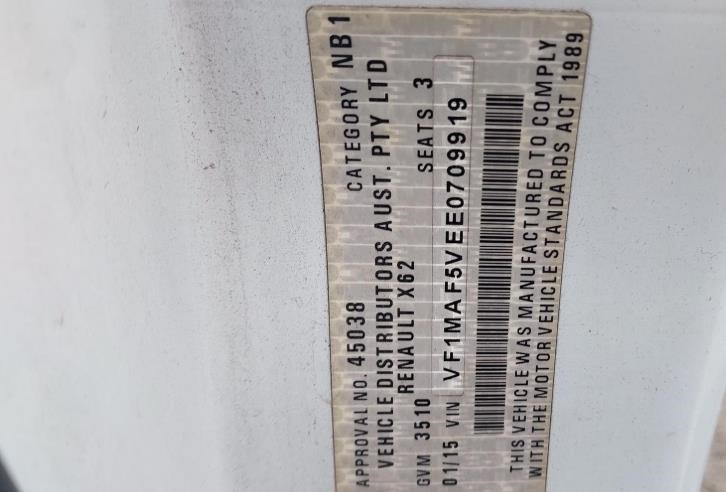 APPROVAL NO. 45038 CATEGORY NB1
VEHICLE DISTRIBUTORS AUST. PTY LTD
RENAULT X62
GVM 3510 SEATS 3
01/15 VIN VF1MAF5VEE0709919
THIS VEHICLE WAS MANUFACTURED TO COMPLY
WITH THE MOTOR VEHICLE STANDARDS ACT 1989